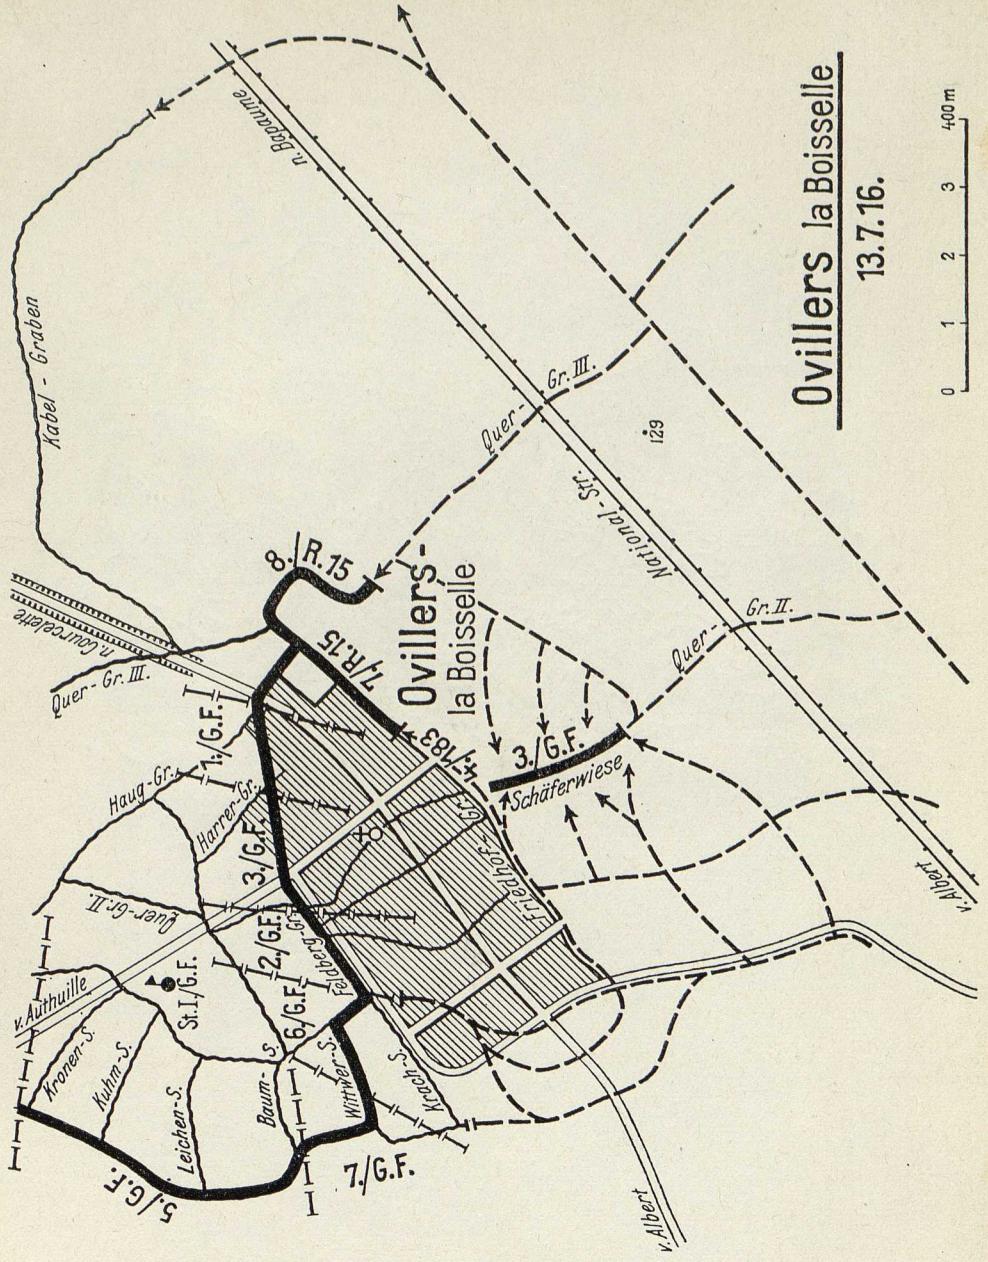 Ovillers la Boisselle
13.7.16.
0 1 2 3 400 m
n. Bapaume
Kabel - Graben
n. Courcelette
Quer-Gr. III.
8./R.15
7./R.15
Ovillers-
la Boisselle
Quer- Gr. III.
129
National-Str.
Quer- Gr. II.
v. Albert
4./183
3./G.F.
Schäferwiese
Friedhof-Gr.
1./G.F.
Haug-Gr.
Harrer-Gr.
3./G.F.
Quer-Gr. II.
2./G.F.
Feldberg-Gr.
6./G.F.
St. I./G.F.
v. Authuille
Kronen-S.
Kuhm-S.
Leichen-S.
Baum-S.
Wittwer-S.
Krach-S.
5./G.F.
7./G.F.
v. Albert